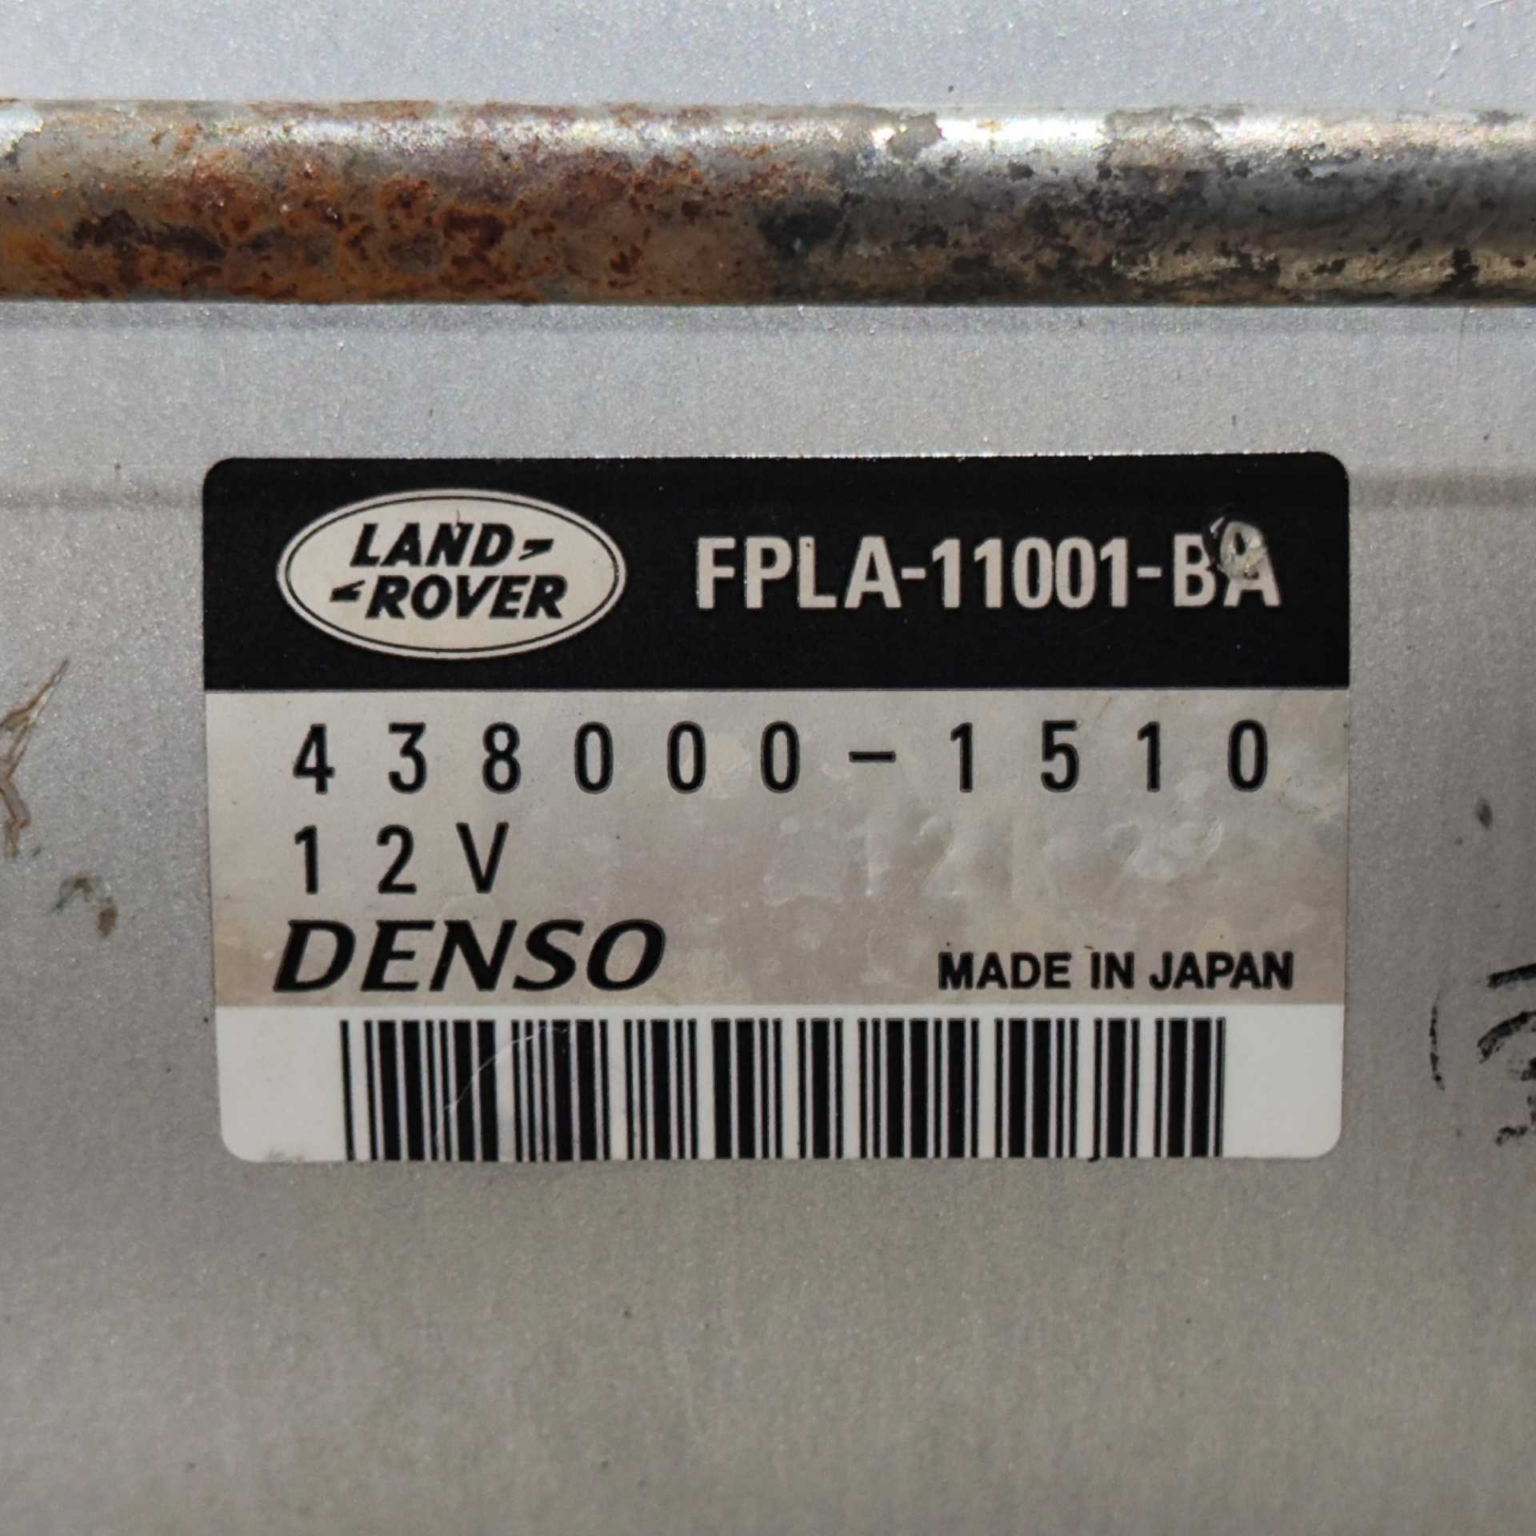 LAND-
ROVER
FPLA-11001-BA
438000-1510
12V
DENSO
MADE IN JAPAN